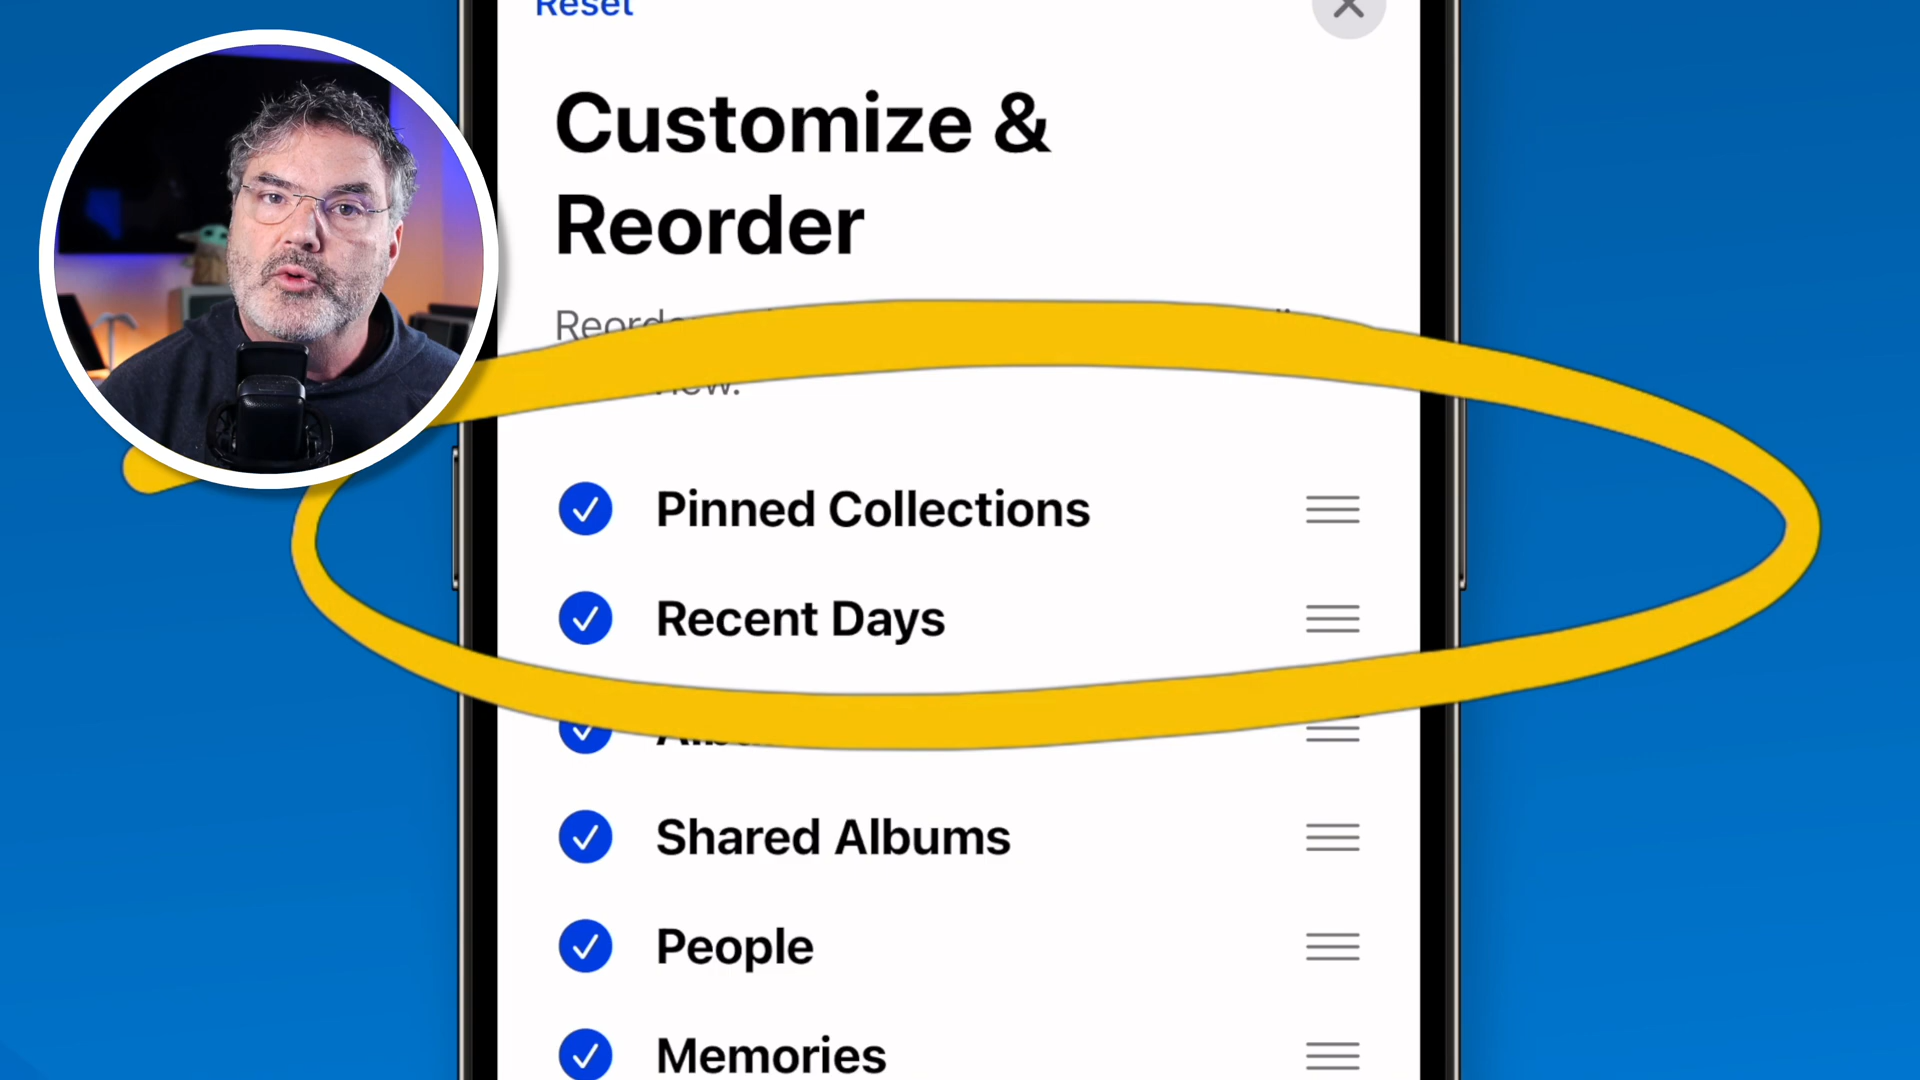 Reset
Customize &
Reorder
Pinned Collections
Recent Days
Shared Albums
People
Memories